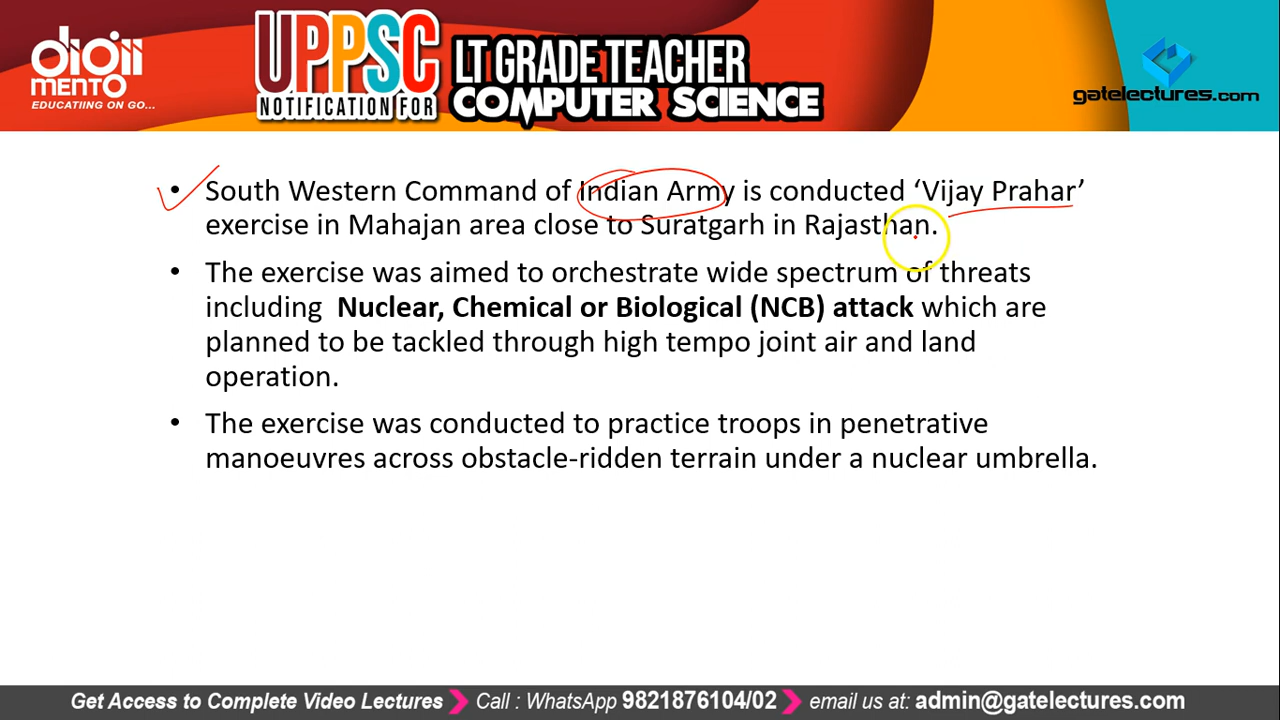 digii
MENTO
EDUCATIING ON GO...
UPPSC
NOTIFICATION FOR
LT GRADE TEACHER
COMPUTER SCIENCE
gatelectures.com
• South Western Command of Indian Army is conducted ‘Vijay Prahar’
exercise in Mahajan area close to Suratgarh in Rajasthan.
• The exercise was aimed to orchestrate wide spectrum of threats
including Nuclear, Chemical or Biological (NCB) attack which are
planned to be tackled through high tempo joint air and land
operation.
• The exercise was conducted to practice troops in penetrative
manoeuvres across obstacle-ridden terrain under a nuclear umbrella.
Get Access to Complete Video Lectures Call : WhatsApp 9821876104/02 email us at: admin@gatelectures.com